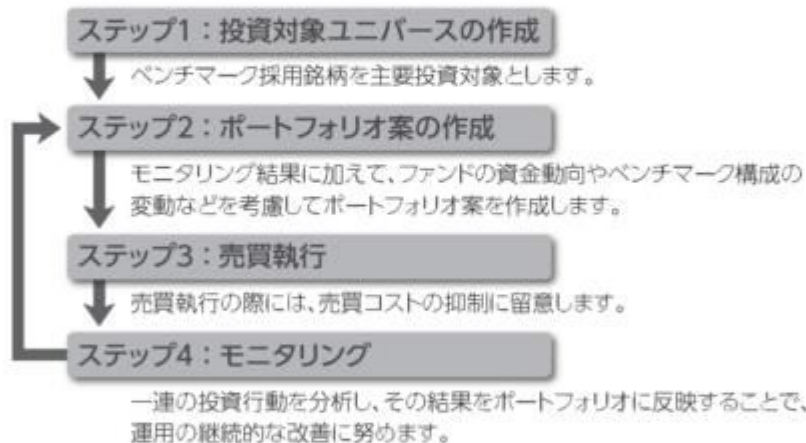 ステップ1:投資対象ユニバースの作成
ベンチマーク採用銘柄を主要投資対象とします。
ステップ2:ポートフォリオ案の作成
モニタリング結果に加えて、ファンドの資金動向やベンチマーク構成の
変動などを考慮してポートフォリオ案を作成します。
ステップ3:売買執行
売買執行の際には、売買コストの抑制に留意します。
ステップ4:モニタリング
一連の投資行動を分析し、その結果をポートフォリオに反映することで、
運用の継続的な改善に努めます。